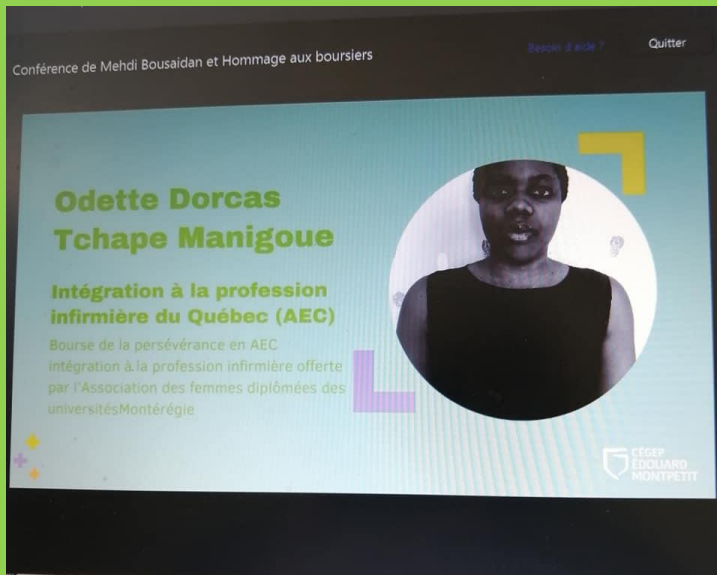 Conférence de Mehdi Bousaidan et Hommage aux boursiers
Besoin d'aide ?
Quitter
Odette Dorcas
Tchape Manigoue
Intégration à la profession
infirmière du Québec (AEC)
Bourse de la persévérance en AEC
intégration à la profession infirmière offerte
par l'Association des femmes diplômées des
universitésMontérégie
CÉGEP
ÉDOUARD
MONTPETIT